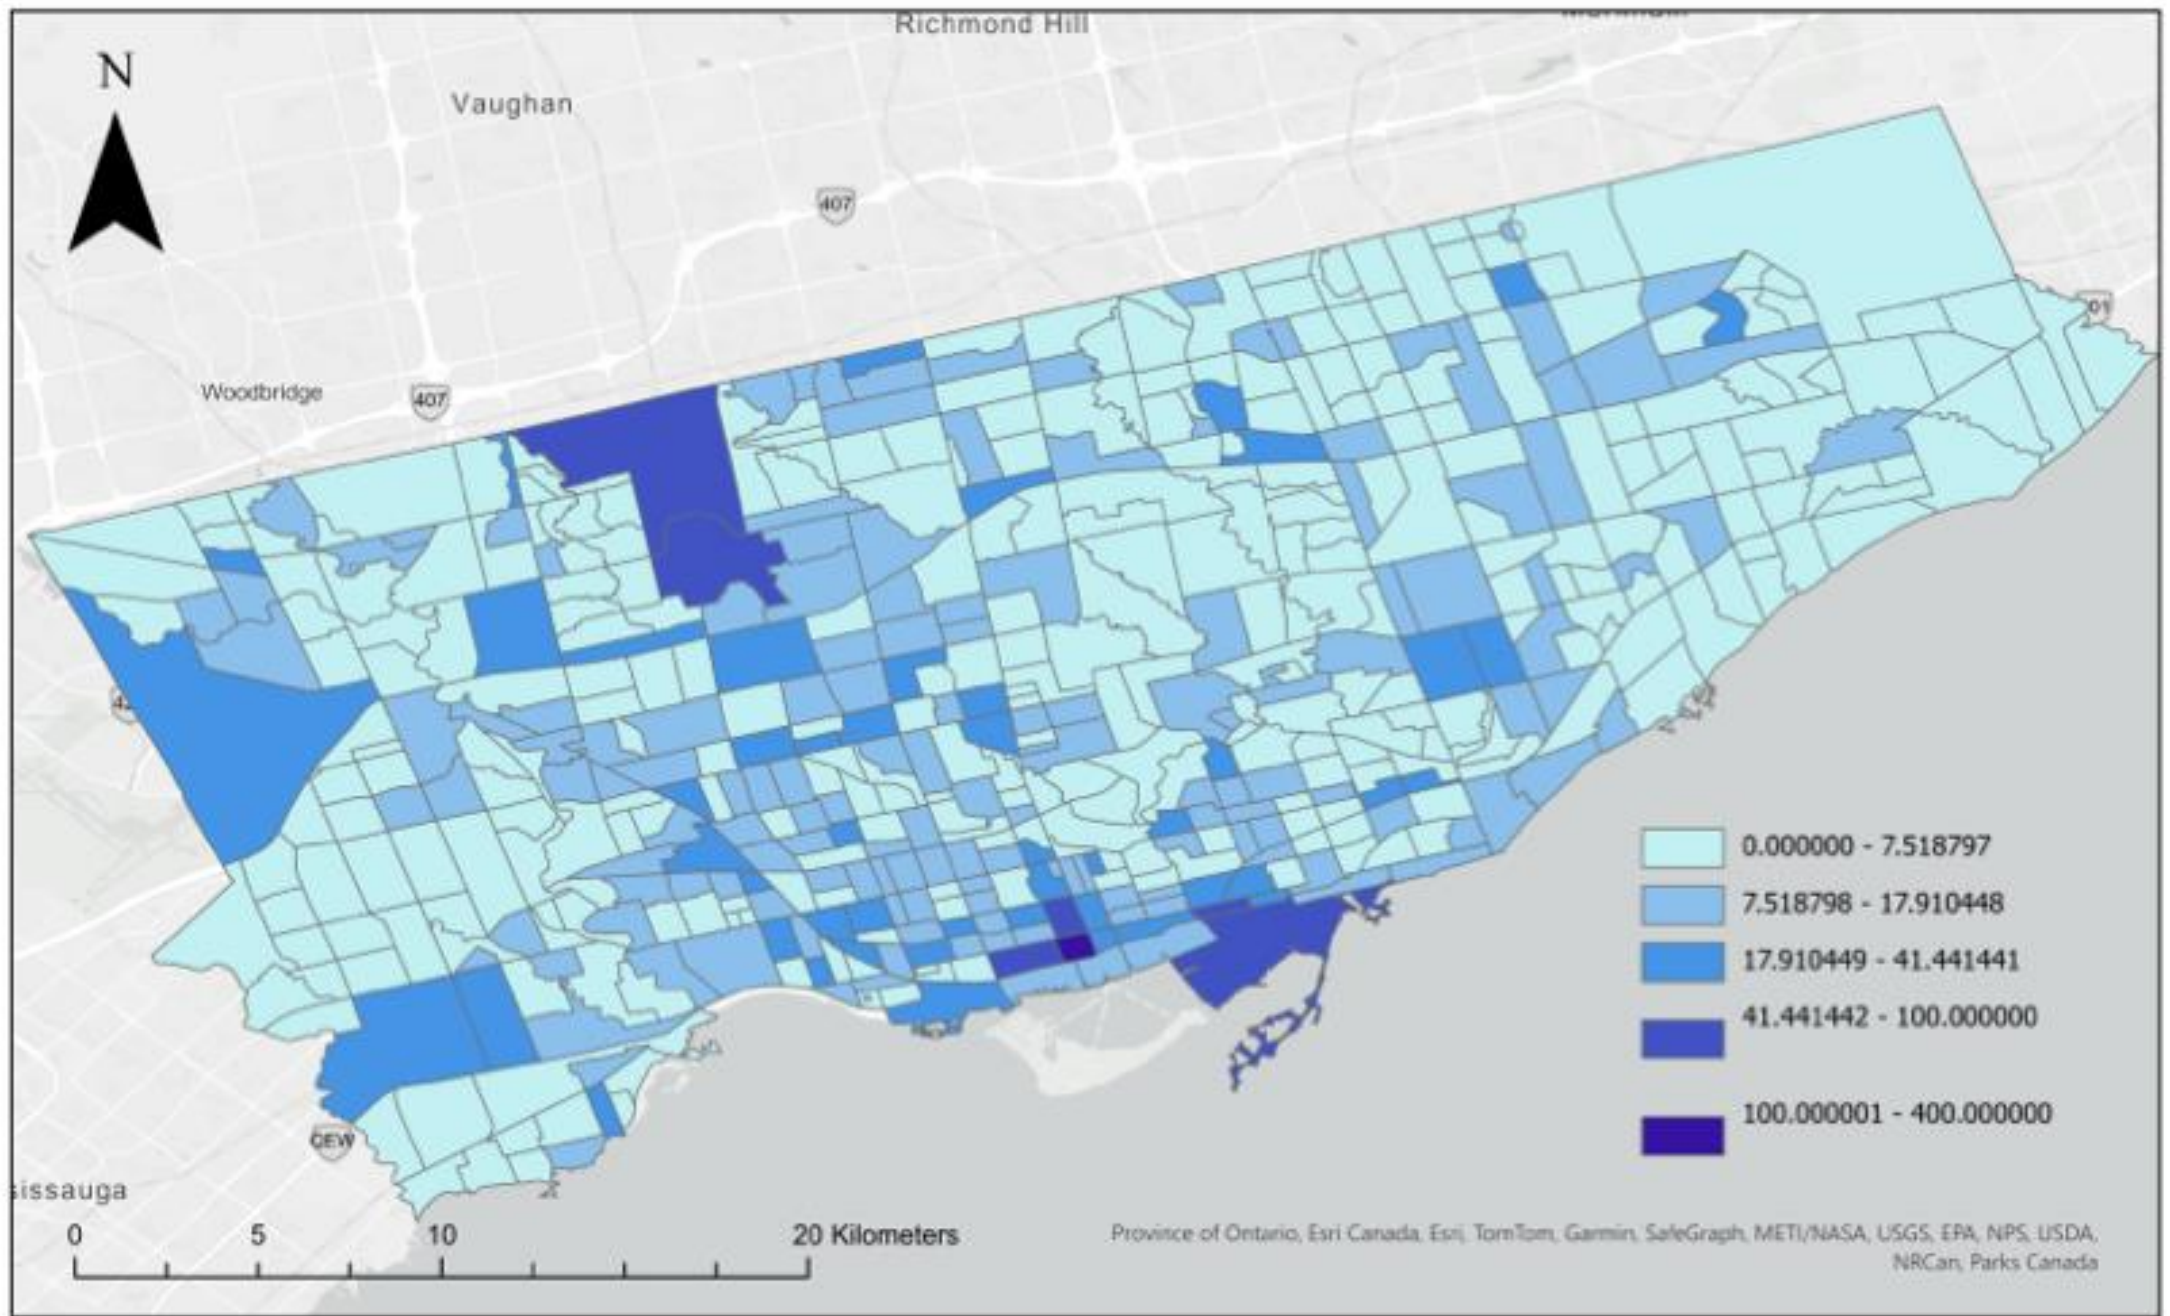 Richmond Hill
N
Vaughan
407
Woodbridge
407
401
QEW
sissauga
0.000000 - 7.518797
7.518798 - 17.910448
17.910449 - 41.441441
41.441442 - 100.000000
100.000001 - 400.000000
0 5 10 20 Kilometers
Province of Ontario, Esri Canada, Esri, TomTom, Garmin, SafeGraph, METI/NASA, USGS, EPA, NPS, USDA,
NRCan, Parks Canada